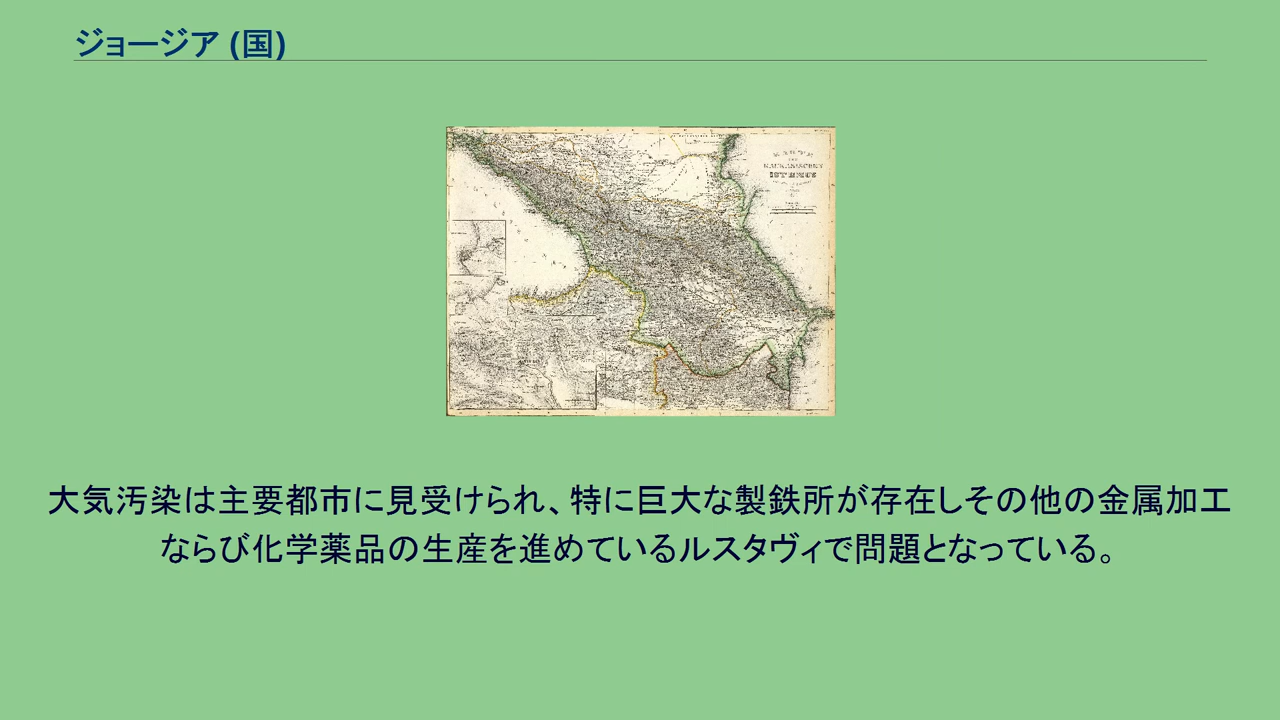 ジョージア (国)
大気汚染は主要都市に見受けられ、特に巨大な製鉄所が存在しその他の金属加工
ならび化学薬品の生産を進めているルスタヴィで問題となっている。